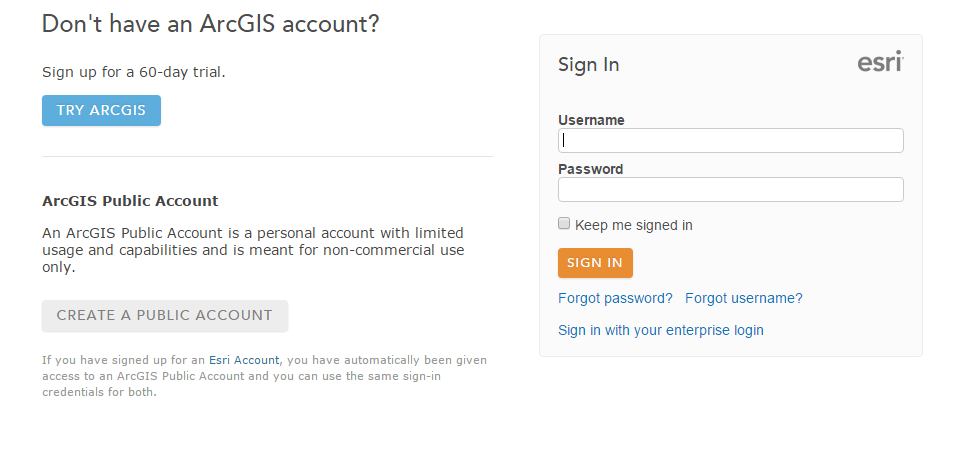 Don't have an ArcGIS account?
Sign up for a 60-day trial.
TRY ARCGIS
ArcGIS Public Account
An ArcGIS Public Account is a personal account with limited
usage and capabilities and is meant for non-commercial use
only.
CREATE A PUBLIC ACCOUNT
If you have signed up for an Esri Account, you have automatically been given
access to an ArcGIS Public Account and you can use the same sign-in
credentials for both.
Sign In
esri
Username
Password
Keep me signed in
SIGN IN
Forgot password? Forgot username?
Sign in with your enterprise login